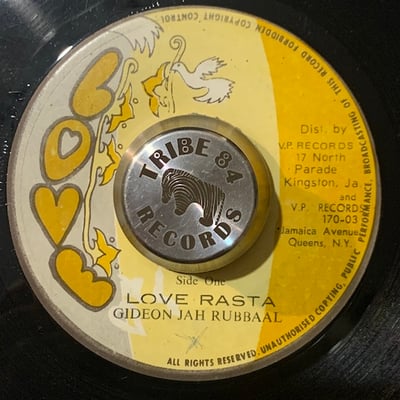 ALL RIGHTS RESERVED. UNAUTHORISED COPYING, PUBLIC PERFORMANCE, BROADCASTING OF THIS RECORD FORBIDDEN COPYRIGHT CONTROL.
TRIBE 84
RECORDS
Dist. by
V.P. RECORDS
17 North
Parade
Kingston, Ja.
and
V.P. RECORDS
170-03
Jamaica Avenue
Queens, N.Y.
Side One
LOVE RASTA
GIDEON JAH RUBBAAL